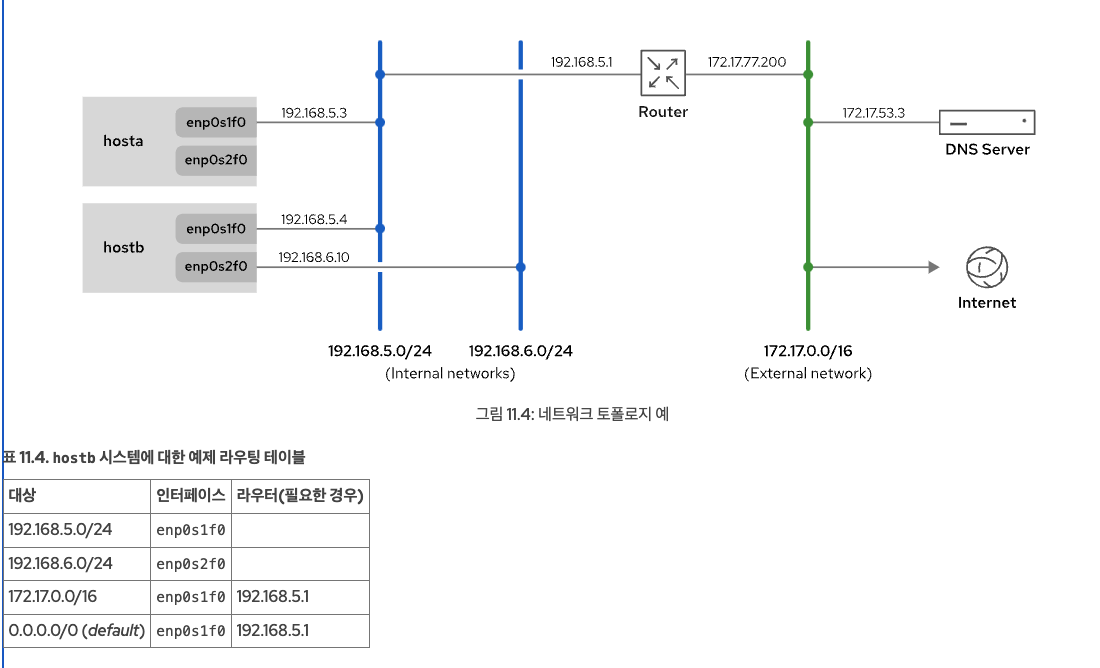 192.168.5.1
172.17.77.200
Router
192.168.5.3
172.17.53.3
hosta
enp0s1f0
enp0s2f0
DNS Server
192.168.5.4
hostb
enp0s1f0
192.168.6.10
enp0s2f0
Internet
192.168.5.0/24
192.168.6.0/24
172.17.0.0/16
(Internal networks)
(External network)
그림 11.4: 네트워크 토폴로지 예
표 11.4. hostb 시스템에 대한 예제 라우팅 테이블
대상 인터페이스 라우터(필요한 경우)
192.168.5.0/24 enp0s1f0
192.168.6.0/24 enp0s2f0
172.17.0.0/16 enp0s1f0 192.168.5.1
0.0.0.0/0 (default) enp0s1f0 192.168.5.1